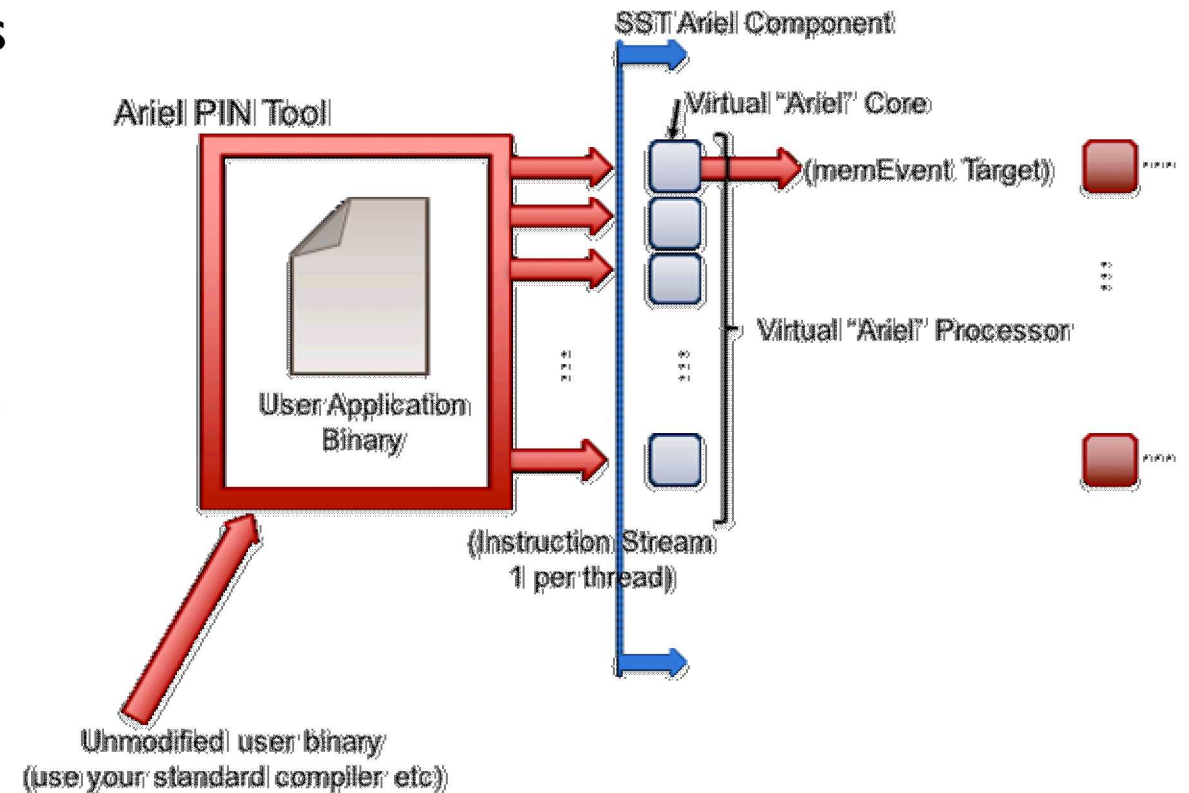 s
SST Ariel Component
Virtual “Ariel” Core
Ariel PIN Tool
(memEvent Target)
Virtual “Ariel” Processor
User Application
Binary
(Instruction Stream
1 per thread)
Unmodified user binary
(use your standard compiler etc)